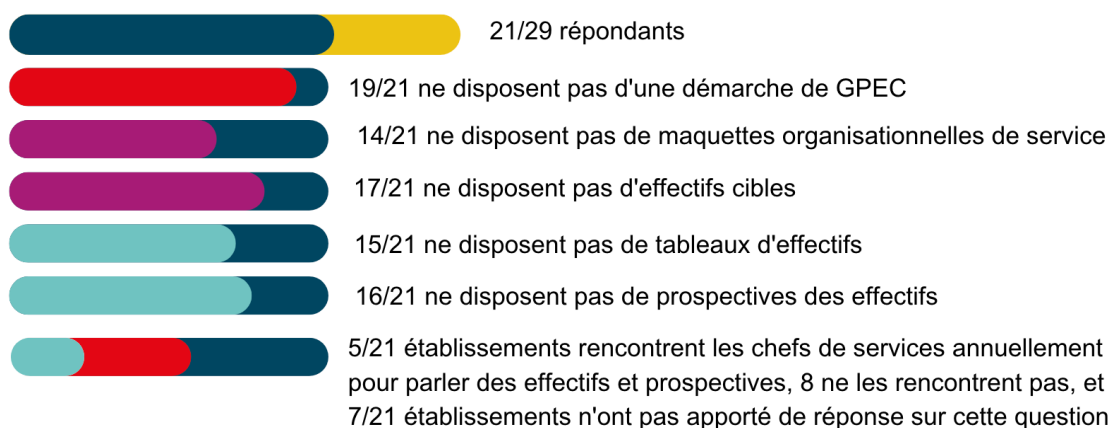 21/29 répondants
19/21 ne disposent pas d'une démarche de GPEC
14/21 ne disposent pas de maquettes organisationnelles de service
17/21 ne disposent pas d'effectifs cibles
15/21 ne disposent pas de tableaux d'effectifs
16/21 ne disposent pas de prospectives des effectifs
5/21 établissements rencontrent les chefs de services annuellement
pour parler des effectifs et prospectives, 8 ne les rencontrent pas, et
7/21 établissements n'ont pas apporté de réponse sur cette question